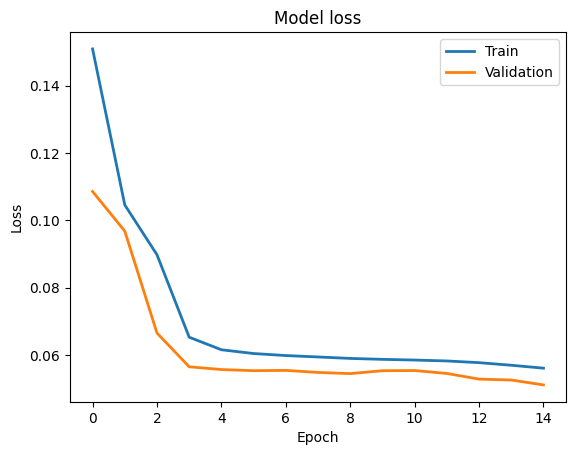 Model loss
Train
Validation
0.14
0.12
0.10
0.08
0.06
Loss
0 2 4 6 8 10 12 14
Epoch